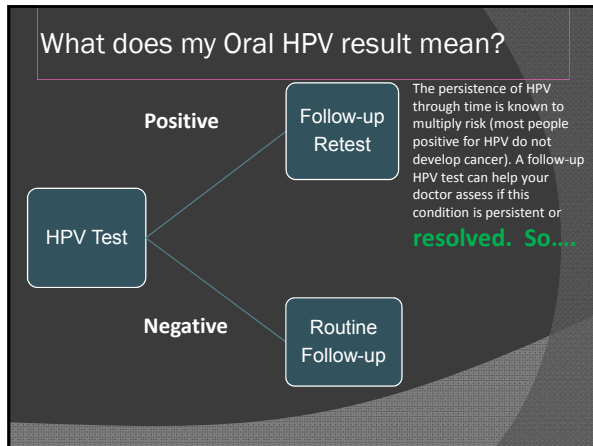 What does my Oral HPV result mean?
Positive
Follow-up
Retest
The persistence of HPV
through time is known to
multiply risk (most people
positive for HPV do not
develop cancer). A follow-up
HPV test can help your
doctor assess if this
condition is persistent or
resolved. So....
HPV Test
Negative
Routine
Follow-up